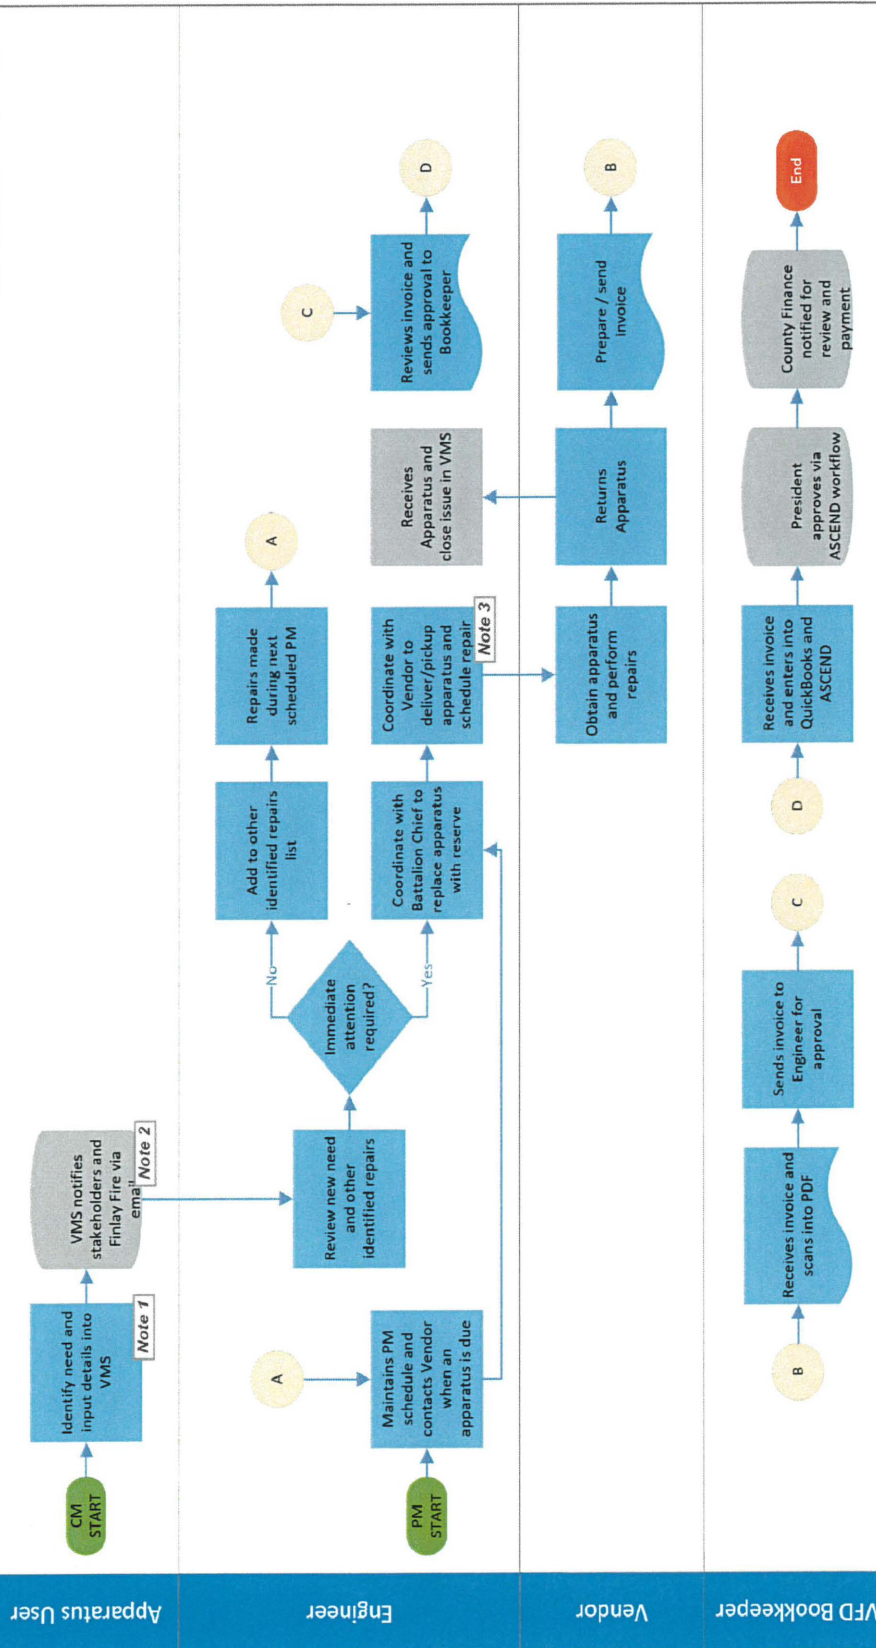 Apparatus User
CM
START
Identify need and
input details into
VMS
Note 1
VMS notifies
stakeholders and
Finlay Fire via
email
Note 2
Engineer
PM
START
A
Maintains PM
schedule and
contacts Vendor
when an
apparatus is due
Review new need
and other
identified repairs
Immediate
attention
required?
No
Yes
Add to other
identified repairs
list
Repairs made
during next
scheduled PM
A
Coordinate with
Battalion Chief to
replace apparatus
with reserve
Coordinate with
Vendor to
deliver/pickup
apparatus and
schedule repair
Note 3
Receives
Apparatus and
close issue in VMS
C
Reviews invoice and
sends approval to
Bookkeeper
D
Vendor
Obtain apparatus
and perform
repairs
Returns
Apparatus
Prepare / send
invoice
B
VFD Bookkeeper
B
Receives invoice and
scans into PDF
Sends invoice to
Engineer for
approval
C
D
Receives invoice
and enters into
QuickBooks and
ASCEND
President
approves via
ASCEND workflow
County Finance
notified for
review and
payment
End